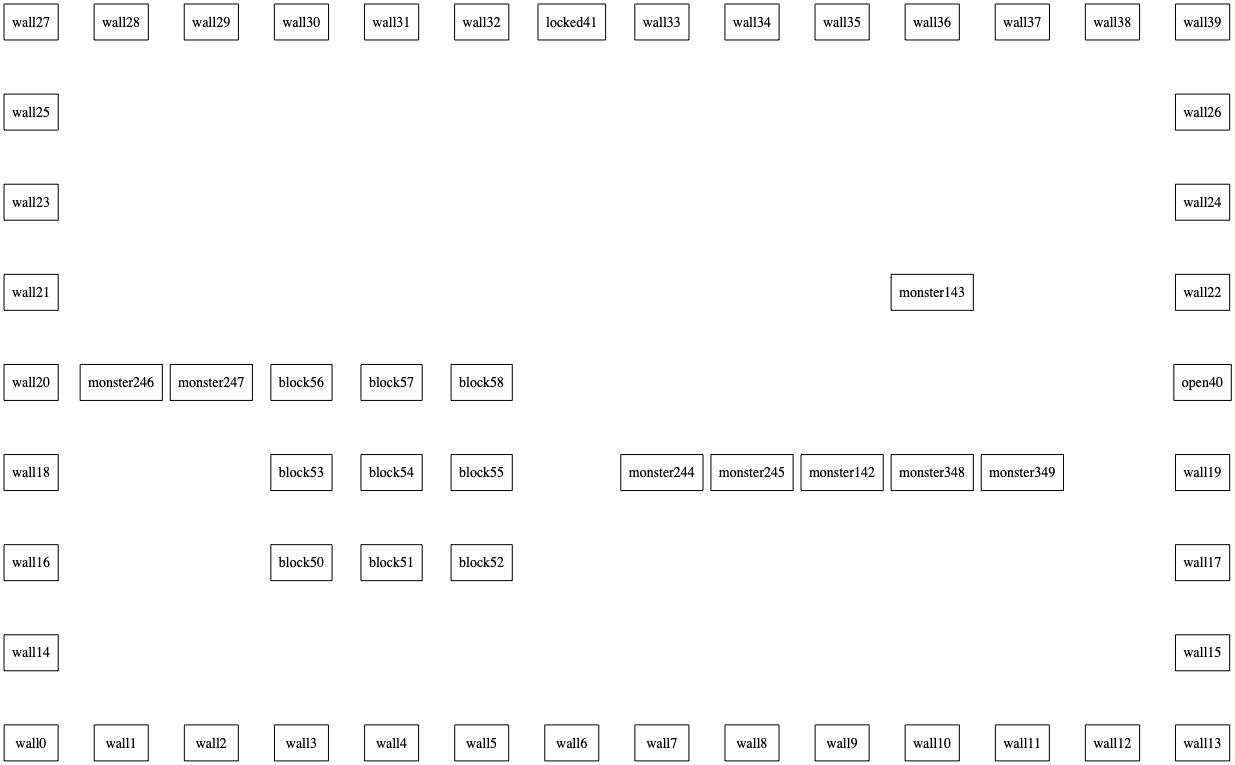 wall27 wall28 wall29 wall30 wall31 wall32 locked41 wall33 wall34 wall35 wall36 wall37 wall38 wall39
wall25 wall26
wall23 wall24
wall21 monster143 wall22
wall20 monster246 monster247 block56 block57 block58 open40
wall18 block53 block54 block55 monster244 monster245 monster142 monster348 monster349 wall19
wall16 block50 block51 block52 wall17
wall14 wall15
wall0 wall1 wall2 wall3 wall4 wall5 wall6 wall7 wall8 wall9 wall10 wall11 wall12 wall13